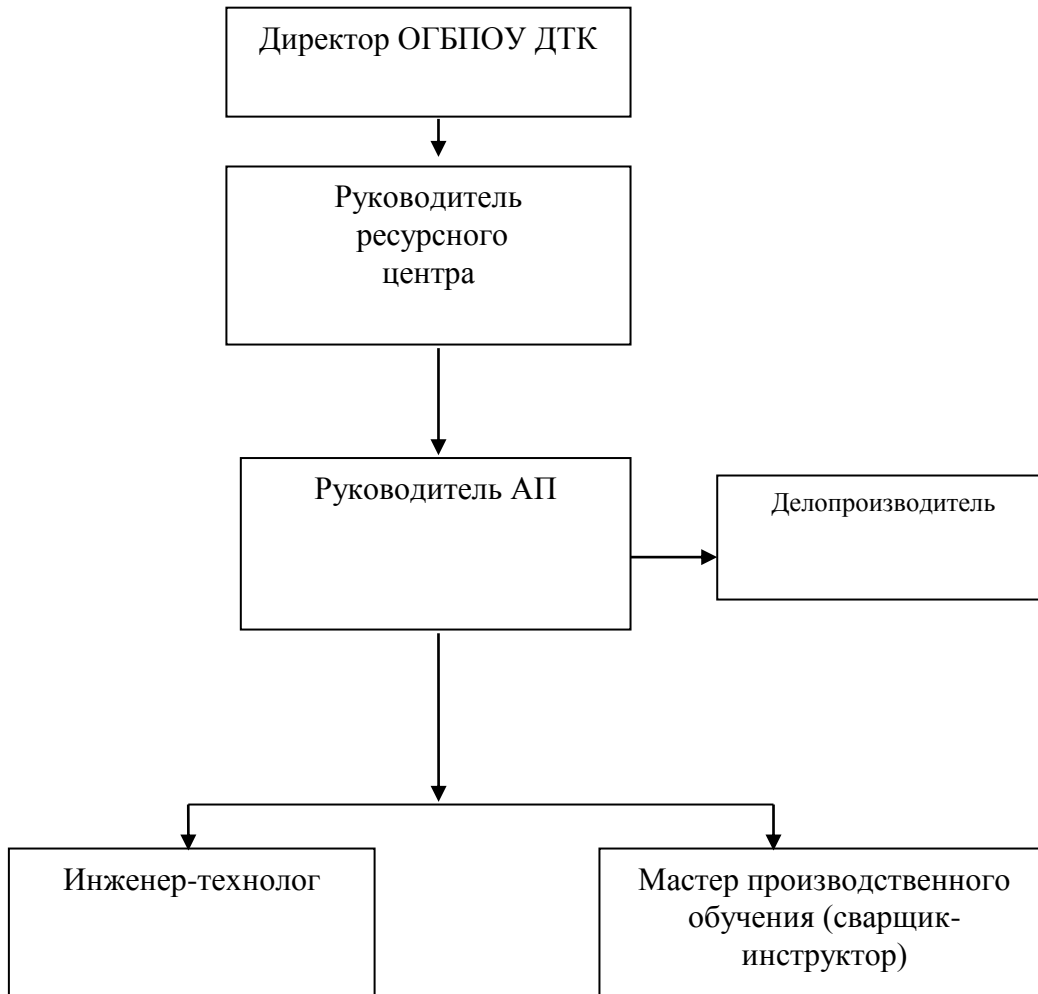 Директор ОГБПОУ ДТК
Руководитель
ресурсного
центра
Руководитель АП
Делопроизводитель
Инженер-технолог
Мастер производственного
обучения (сварщик-
инструктор)